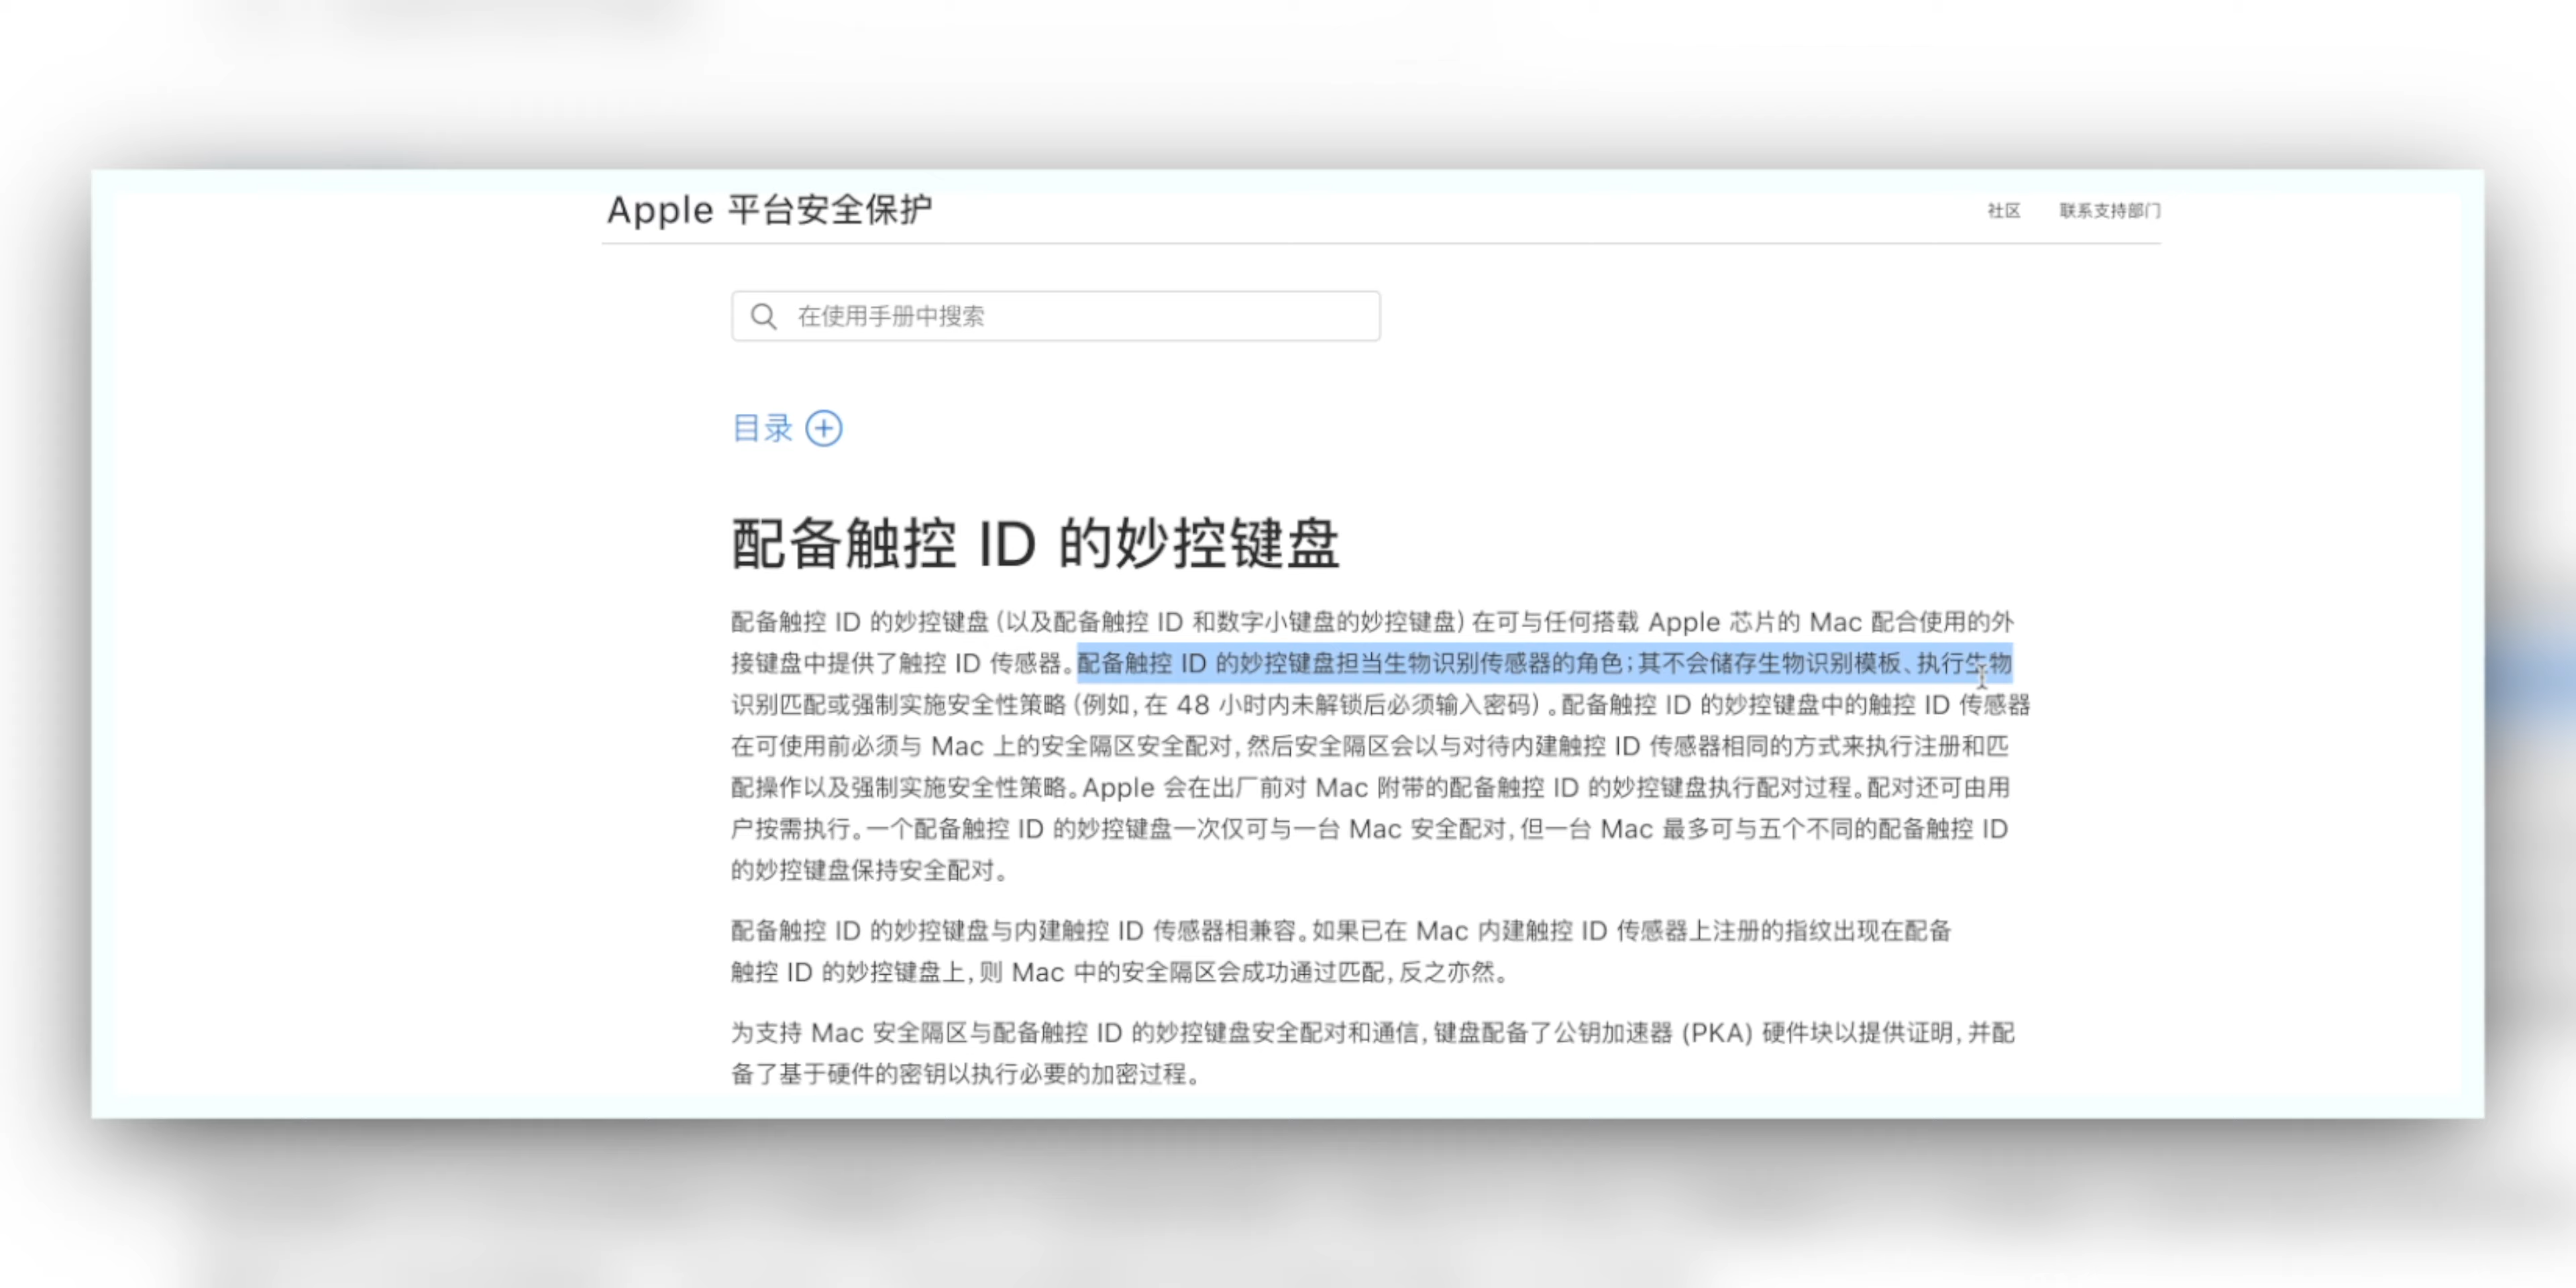 Apple 平台安全保护
社区 联系支持部门
在使用手册中搜索
目录
配备触控 ID 的妙控键盘
配备触控 ID 的妙控键盘（以及配备触控 ID 和数字小键盘的妙控键盘）在可与任何搭载 Apple 芯片的 Mac 配合使用的外
接键盘中提供了触控 ID 传感器。配备触控 ID 的妙控键盘担当生物识别传感器的角色；其不会储存生物识别模板、执行生物
识别匹配或强制实施安全性策略（例如，在 48 小时内未解锁后必须输入密码）。配备触控 ID 的妙控键盘中的触控 ID 传感器
在可使用前必须与 Mac 上的安全隔区安全配对，然后安全隔区会以与对待内建触控 ID 传感器相同的方式来执行注册和匹
配操作以及强制实施安全性策略。Apple 会在出厂前对 Mac 附带的配备触控 ID 的妙控键盘执行配对过程。配对还可由用
户按需执行。一个配备触控 ID 的妙控键盘一次仅可与一台 Mac 安全配对，但一台 Mac 最多可与五个不同的配备触控 ID
的妙控键盘保持安全配对。
配备触控 ID 的妙控键盘与内建触控 ID 传感器相兼容。如果已在 Mac 内建触控 ID 传感器上注册的指纹出现在配备
触控 ID 的妙控键盘上，则 Mac 中的安全隔区会成功通过匹配，反之亦然。
为支持 Mac 安全隔区与配备触控 ID 的妙控键盘安全配对和通信，键盘配备了公钥加速器 (PKA) 硬件块以提供证明，并配
备了基于硬件的密钥以执行必要的加密过程。